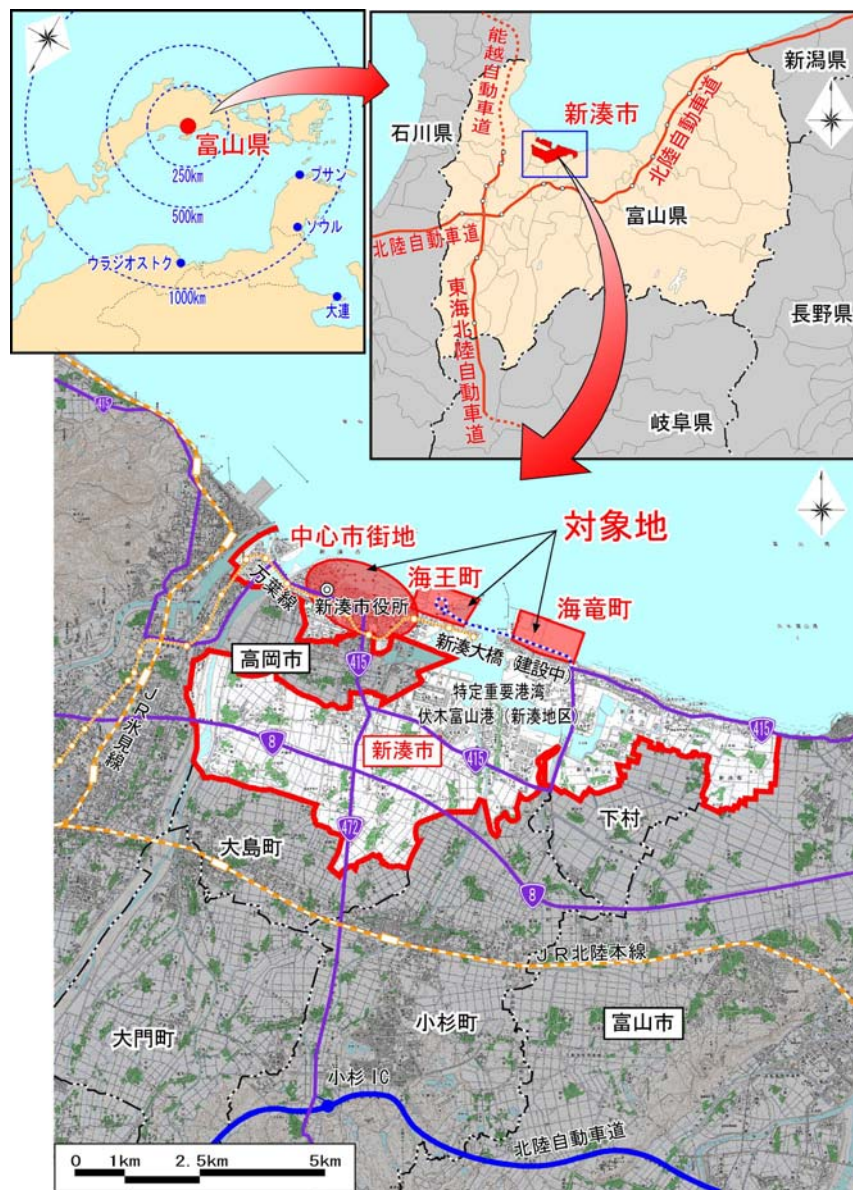 富山県
250km
500km
1000km
プサン
ソウル
ウラジオストク
大連
能越自動車道
新潟県
石川県
新湊市
北陸自動車道
富山県
北陸自動車道
東海北陸自動車道
長野県
岐阜県
415
中心市街地
対象地
海王町
海竜町
万葉線
新湊市役所
新湊大橋(建設中)
高岡市
415
特定重要港湾
伏木富山港(新湊地区)
JR氷見線
8
新湊市
415
415
下村
472
大島町
8
JR北陸本線
大門町
小杉町
富山市
小杉IC
北陸自動車道
0 1km 2.5km 5km